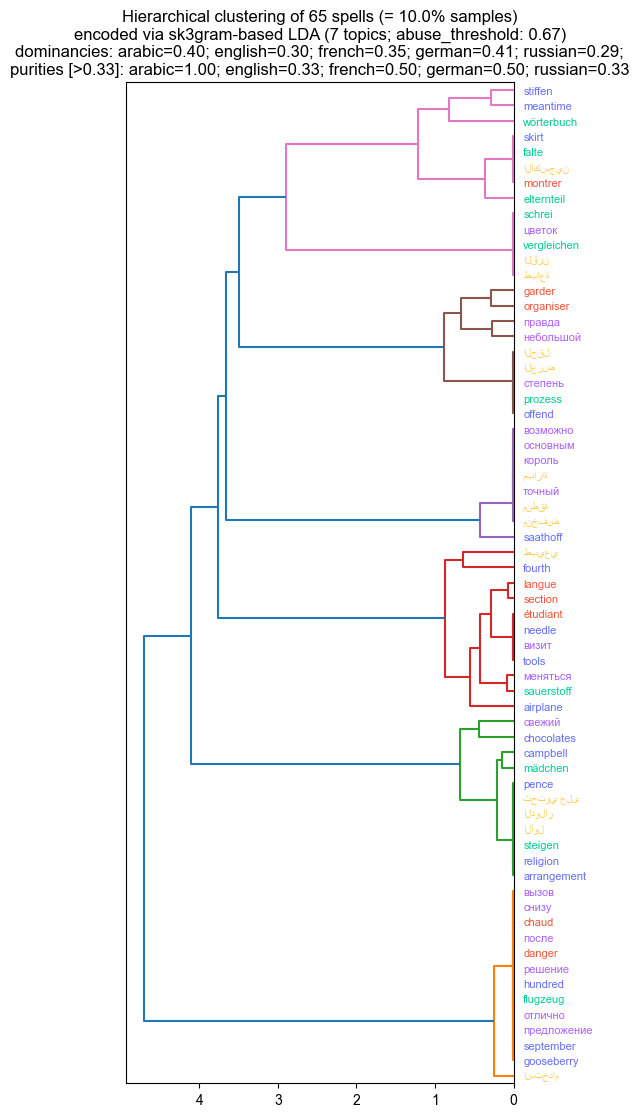 Hierarchical clustering of 65 spells (= 10.0% samples)
encoded via sk3gram-based LDA (7 topics; abuse_threshold: 0.67)
dominancies: arabic=0.40; english=0.30; french=0.35; german=0.41; russian=0.29;
purities [>0.33]: arabic=1.00; english=0.33; french=0.50; german=0.50; russian=0.33
stiffen
meantime
wörterbuch
skirt
falte
الأكسجين
montrer
elternteil
schrei
цветок
vergleichen
القرن
طباعة
garder
organiser
правда
небольшой
الحقل
العرض
степень
prozess
offend
возможно
основным
король
مباراة
точный
منطقة
منخفض
saathoff
طبيعي
fourth
langue
section
étudiant
needle
визит
tools
меняться
sauerstoff
airplane
свежий
chocolates
campbell
mädchen
pence
تحتوي على
الدولار
الأول
steigen
religion
arrangement
вызов
снизу
chaud
после
danger
решение
hundred
flugzeug
отлично
предложение
september
gooseberry
استخدام
4 3 2 1 0